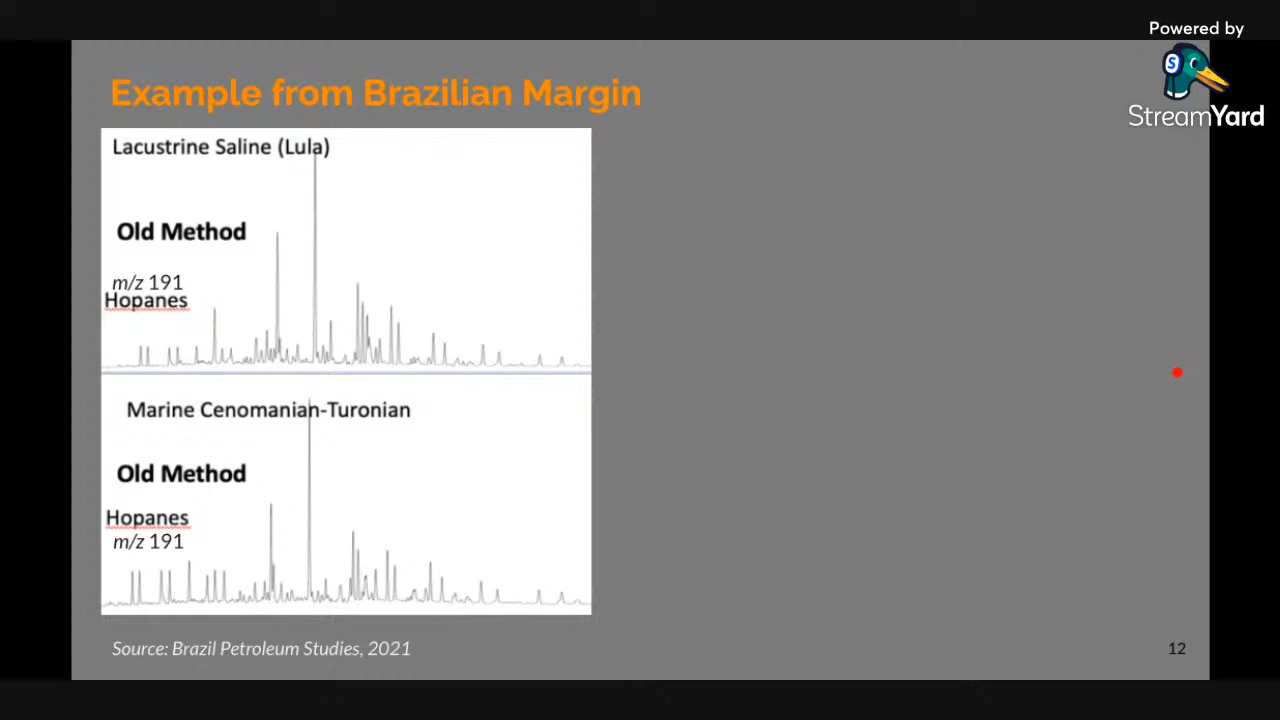 Powered by
StreamYard
Example from Brazilian Margin
Lacustrine Saline (Lula)
Old Method
m/z 191
Hopanes
Marine Cenomanian-Turonian
Old Method
Hopanes
m/z 191
Source: Brazil Petroleum Studies, 2021
12